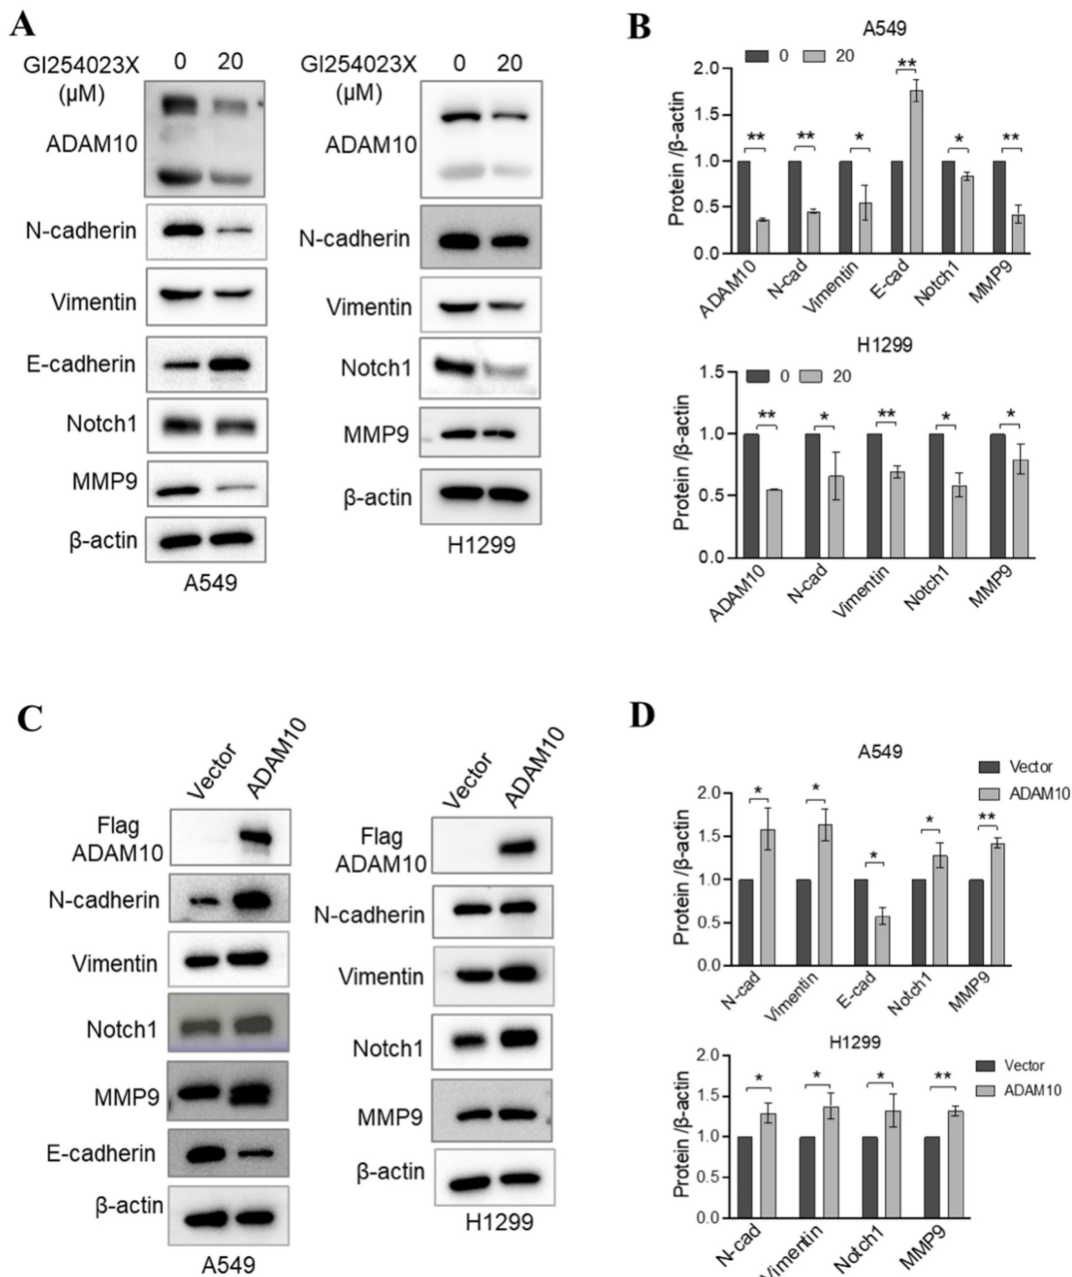 A
GI254023X 0 20
(μM)
ADAM10
N-cadherin
Vimentin
E-cadherin
Notch1
MMP9
β-actin
A549
GI254023X 0 20
(μM)
ADAM10
N-cadherin
Vimentin
Notch1
MMP9
β-actin
H1299
B
A549
0 20
Protein /β-actin
2.0
1.5
1.0
0.5
0.0
** ** * ** * **
ADAM10 N-cad Vimentin E-cad Notch1 MMP9
H1299
0 20
Protein /β-actin
1.5
1.0
0.5
0.0
** * ** * *
ADAM10 N-cad Vimentin Notch1 MMP9
C
Vector ADAM10
Flag
ADAM10
N-cadherin
Vimentin
Notch1
MMP9
E-cadherin
β-actin
A549
Vector ADAM10
Flag
ADAM10
N-cadherin
Vimentin
Notch1
MMP9
β-actin
H1299
D
A549
Vector
ADAM10
Protein /β-actin
2.0
1.5
1.0
0.5
0.0
* * * * **
N-cad Vimentin E-cad Notch1 MMP9
H1299
Vector
ADAM10
Protein /β-actin
2.0
1.5
1.0
0.5
0.0
* * * **
N-cad Vimentin Notch1 MMP9